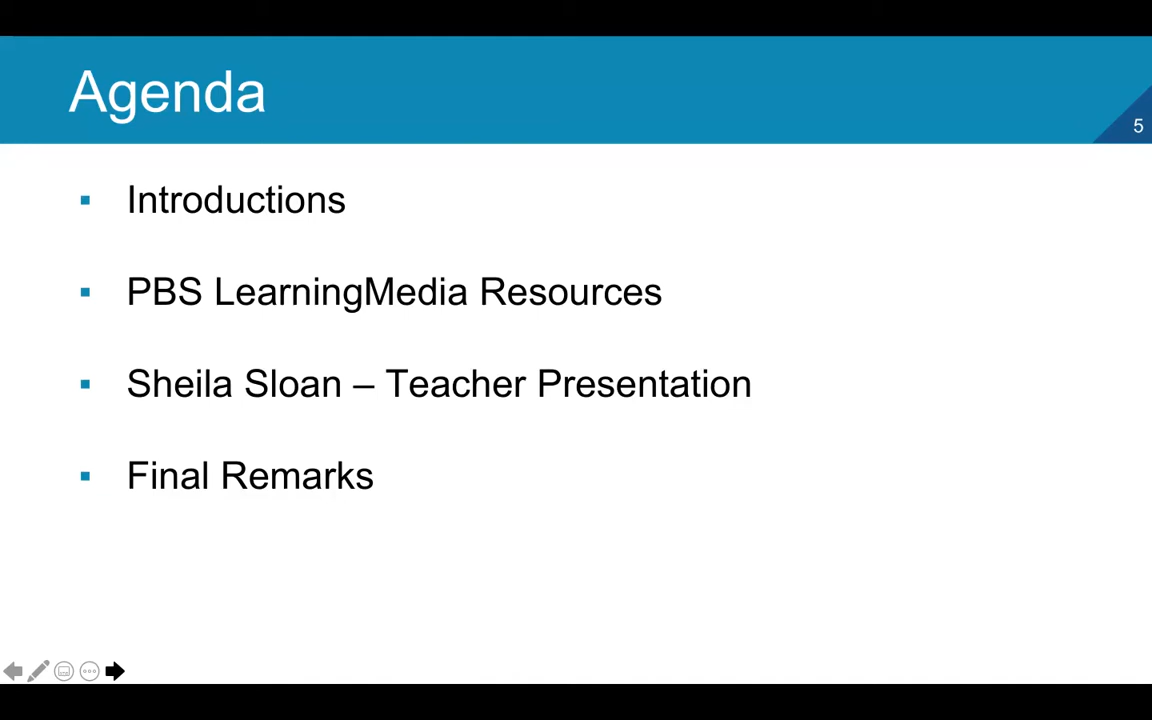 Agenda
5
▪ Introductions
▪ PBS LearningMedia Resources
▪ Sheila Sloan – Teacher Presentation
▪ Final Remarks